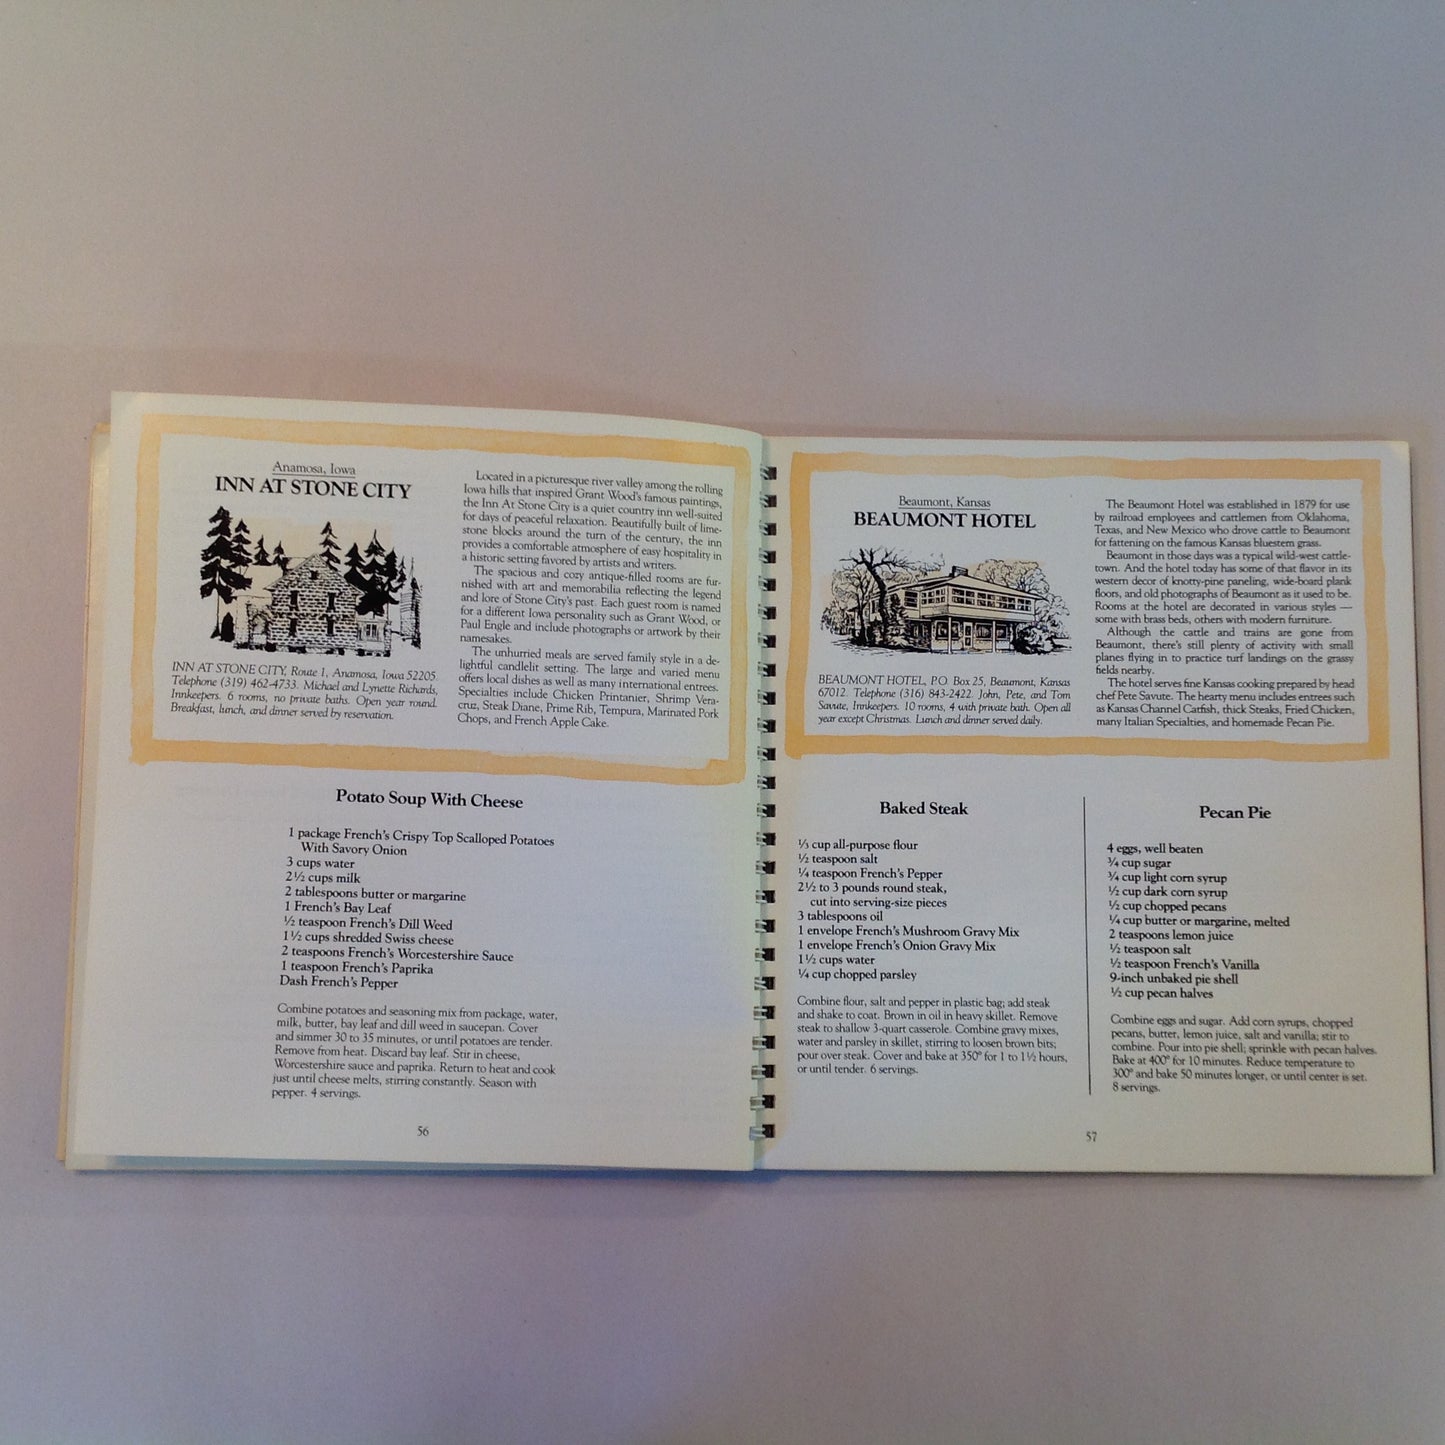 Anamosa, Iowa
INN AT STONE CITY
INN AT STONE CITY, Route 1, Anamosa, Iowa 52205.
Telephone (319) 462-4733. Michael and Lynette Richards,
Innkeepers. 6 rooms, no private baths. Open year round.
Breakfast, lunch, and dinner served by reservation.
Located in a picturesque river valley among the rolling
Iowa hills that inspired Grant Wood's famous paintings,
the Inn At Stone City is a quiet country inn well-suited
for days of peaceful relaxation. Beautifully built of lime-
stone blocks around the turn of the century, the inn
provides a comfortable atmosphere of easy hospitality in
a historic setting favored by artists and writers.
The spacious and cozy antique-filled rooms are fur-
nished with art and memorabilia reflecting the legend
and lore of Stone City's past. Each guest room is named
for a different Iowa personality such as Grant Wood, or
Paul Engle and include photographs or artwork by their
namesakes.
The unhurried meals are served family style in a de-
lightful candlelit setting. The large and varied menu
offers local dishes as well as many international entrees.
Specialties include Chicken Printanier, Shrimp Vera-
cruz, Steak Diane, Prime Rib, Tempura, Marinated Pork
Chops, and French Apple Cake.
Potato Soup With Cheese
1 package French's Crispy Top Scalloped Potatoes
With Savory Onion
3 cups water
2½ cups milk
2 tablespoons butter or margarine
1 French's Bay Leaf
½ teaspoon French's Dill Weed
1½ cups shredded Swiss cheese
2 teaspoons French's Worcestershire Sauce
1 teaspoon French's Paprika
Dash French's Pepper
Combine potatoes and seasoning mix from package, water,
milk, butter, bay leaf and dill weed in saucepan. Cover
and simmer 30 to 35 minutes, or until potatoes are tender.
Remove from heat. Discard bay leaf. Stir in cheese,
Worcestershire sauce and paprika. Return to heat and cook
just until cheese melts, stirring constantly. Season with
pepper. 4 servings.
56
Beaumont, Kansas
BEAUMONT HOTEL
BEAUMONT HOTEL, P.O. Box 25, Beaumont, Kansas
67012. Telephone (316) 843-2422. John, Pete, and Tom
Savute, Innkeepers. 10 rooms, 4 with private bath. Open all
year except Christmas. Lunch and dinner served daily.
The Beaumont Hotel was established in 1879 for use
by railroad employees and cattlemen from Oklahoma,
Texas, and New Mexico who drove cattle to Beaumont
for fattening on the famous Kansas bluestem grass.
Beaumont in those days was a typical wild-west cattle-
town. And the hotel today has some of that flavor in its
western decor of knotty-pine paneling, wide-board plank
floors, and old photographs of Beaumont as it used to be.
Rooms at the hotel are decorated in various styles —
some with brass beds, others with modern furniture.
Although the cattle and trains are gone from
Beaumont, there's still plenty of activity with small
planes flying in to practice turf landings on the grassy
fields nearby.
The hotel serves fine Kansas cooking prepared by head
chef Pete Savute. The hearty menu includes entrees such
as Kansas Channel Catfish, thick Steaks, Fried Chicken,
many Italian Specialties, and homemade Pecan Pie.
Baked Steak
⅓ cup all-purpose flour
½ teaspoon salt
¼ teaspoon French's Pepper
2½ to 3 pounds round steak,
cut into serving-size pieces
3 tablespoons oil
1 envelope French's Mushroom Gravy Mix
1 envelope French's Onion Gravy Mix
1½ cups water
¼ cup chopped parsley
Combine flour, salt and pepper in plastic bag; add steak
and shake to coat. Brown in oil in heavy skillet. Remove
steak to shallow 3-quart casserole. Combine gravy mixes,
water and parsley in skillet, stirring to loosen brown bits;
pour over steak. Cover and bake at 350° for 1 to 1½ hours,
or until tender. 6 servings.
Pecan Pie
4 eggs, well beaten
¾ cup sugar
¾ cup light corn syrup
½ cup dark corn syrup
½ cup chopped pecans
¼ cup butter or margarine, melted
2 teaspoons lemon juice
½ teaspoon salt
½ teaspoon French's Vanilla
9-inch unbaked pie shell
½ cup pecan halves
Combine eggs and sugar. Add corn syrups, chopped
pecans, butter, lemon juice, salt and vanilla; stir to
combine. Pour into pie shell; sprinkle with pecan halves.
Bake at 400° for 10 minutes. Reduce temperature to
300° and bake 50 minutes longer, or until center is set.
8 servings.
57